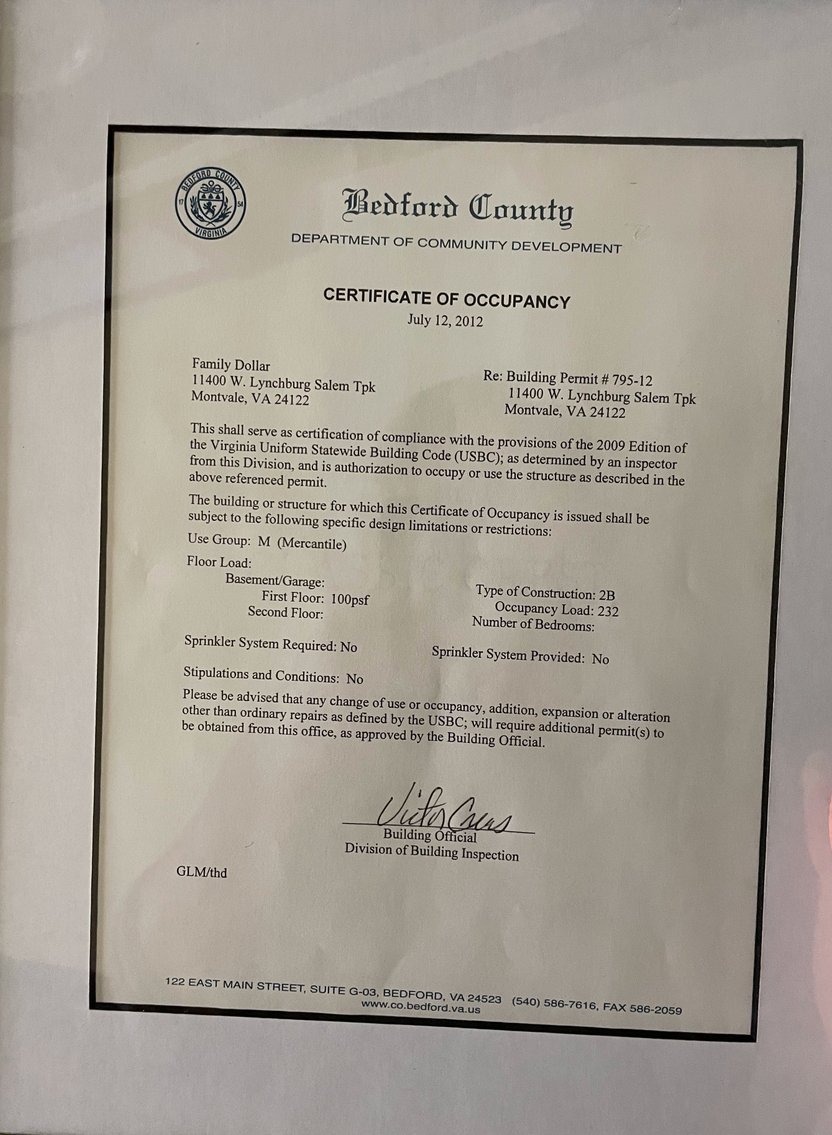 BEDFORD COUNTY
VIRGINIA
Bedford County
DEPARTMENT OF COMMUNITY DEVELOPMENT
CERTIFICATE OF OCCUPANCY
July 12, 2012
Family Dollar
11400 W. Lynchburg Salem Tpk
Montvale, VA 24122
Re: Building Permit # 795-12
11400 W. Lynchburg Salem Tpk
Montvale, VA 24122
This shall serve as certification of compliance with the provisions of the 2009 Edition of
the Virginia Uniform Statewide Building Code (USBC); as determined by an inspector
from this Division, and is authorization to occupy or use the structure as described in the
above referenced permit.
The building or structure for which this Certificate of Occupancy is issued shall be
subject to the following specific design limitations or restrictions:
Use Group: M (Mercantile)
Floor Load:
Basement/Garage:
First Floor: 100psf
Second Floor:
Type of Construction: 2B
Occupancy Load: 232
Number of Bedrooms:
Sprinkler System Required: No
Sprinkler System Provided: No
Stipulations and Conditions: No
Please be advised that any change of use or occupancy, addition, expansion or alteration
other than ordinary repairs as defined by the USBC; will require additional permit(s) to
be obtained from this office, as approved by the Building Official.
Victor
Building Official
Division of Building Inspection
GLM/thd
122 EAST MAIN STREET, SUITE G-03, BEDFORD, VA 24523 (540) 586-7616, FAX 586-2059
www.co.bedford.va.us